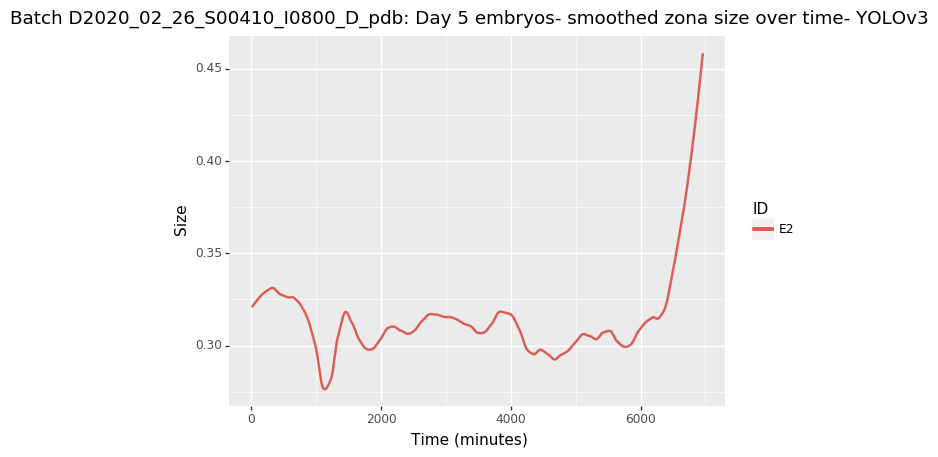 Batch D2020_02_26_S00410_I0800_D_pdb: Day 5 embryos- smoothed zona size over time- YOLOv3
0.45
0.40
0.35
0.30
Size
0
2000
4000
6000
Time (minutes)
ID
E2